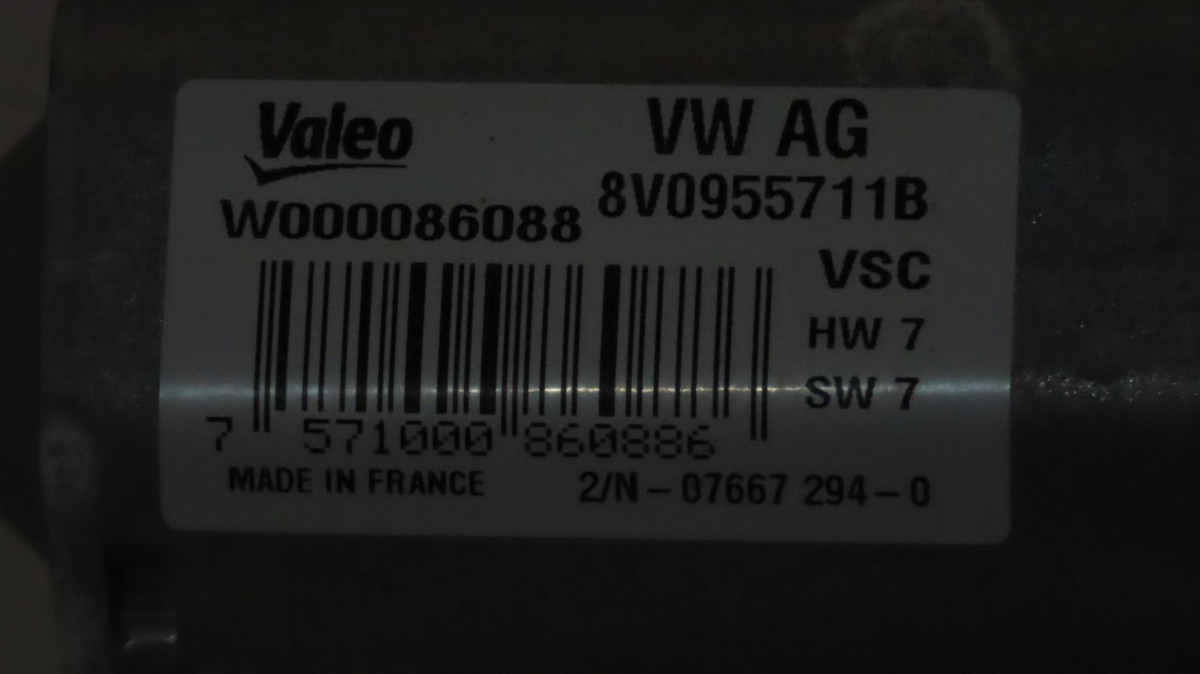 Valeo
VW AG
W000086088
8V0955711B
VSC
HW 7
SW 7
7 571000 860886
MADE IN FRANCE
2/N - 07667 294 - 0